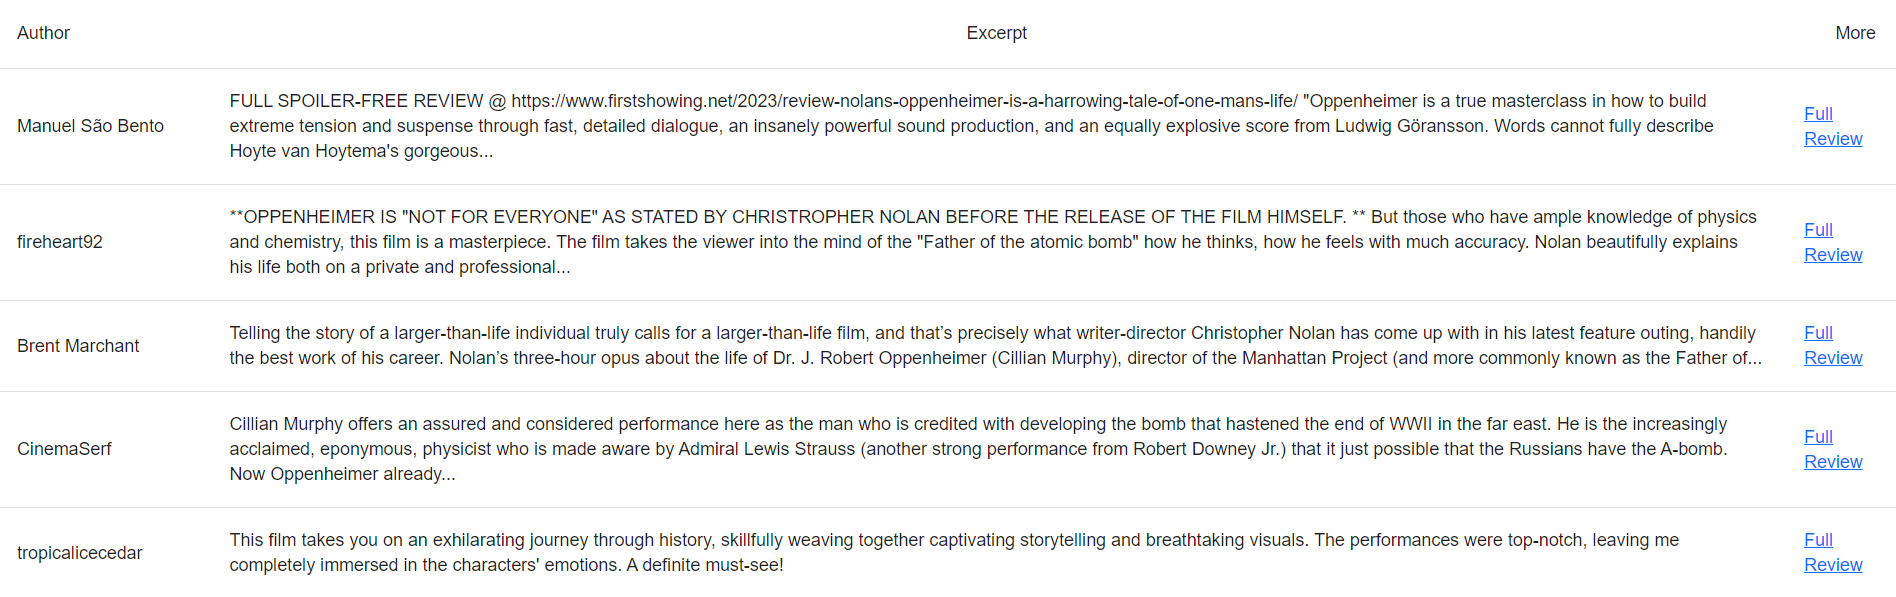 Author Excerpt More
FULL SPOILER-FREE REVIEW @ https://www.firstshowing.net/2023/review-nolans-oppenheimer-is-a-harrowing-tale-of-one-mans-life/ "Oppenheimer is a true masterclass in how to build
Manuel São Bento extreme tension and suspense through fast, detailed dialogue, an insanely powerful sound production, and an equally explosive score from Ludwig Göransson. Words cannot fully describe
Hoyte van Hoytema's gorgeous...
Full
Review
**OPPENHEIMER IS "NOT FOR EVERYONE" AS STATED BY CHRISTROPHER NOLAN BEFORE THE RELEASE OF THE FILM HIMSELF. ** But those who have ample knowledge of physics
fireheart92 and chemistry, this film is a masterpiece. The film takes the viewer into the mind of the "Father of the atomic bomb" how he thinks, how he feels with much accuracy. Nolan beautifully explains
his life both on a private and professional...
Full
Review
Brent Marchant
Telling the story of a larger-than-life individual truly calls for a larger-than-life film, and that’s precisely what writer-director Christopher Nolan has come up with in his latest feature outing, handily
the best work of his career. Nolan’s three-hour opus about the life of Dr. J. Robert Oppenheimer (Cillian Murphy), director of the Manhattan Project (and more commonly known as the Father of...
Full
Review
Cillian Murphy offers an assured and considered performance here as the man who is credited with developing the bomb that hastened the end of WWII in the far east. He is the increasingly
CinemaSerf acclaimed, eponymous, physicist who is made aware by Admiral Lewis Strauss (another strong performance from Robert Downey Jr.) that it just possible that the Russians have the A-bomb.
Now Oppenheimer already...
Full
Review
tropicalicecedar
This film takes you on an exhilarating journey through history, skillfully weaving together captivating storytelling and breathtaking visuals. The performances were top-notch, leaving me
completely immersed in the characters' emotions. A definite must-see!
Full
Review